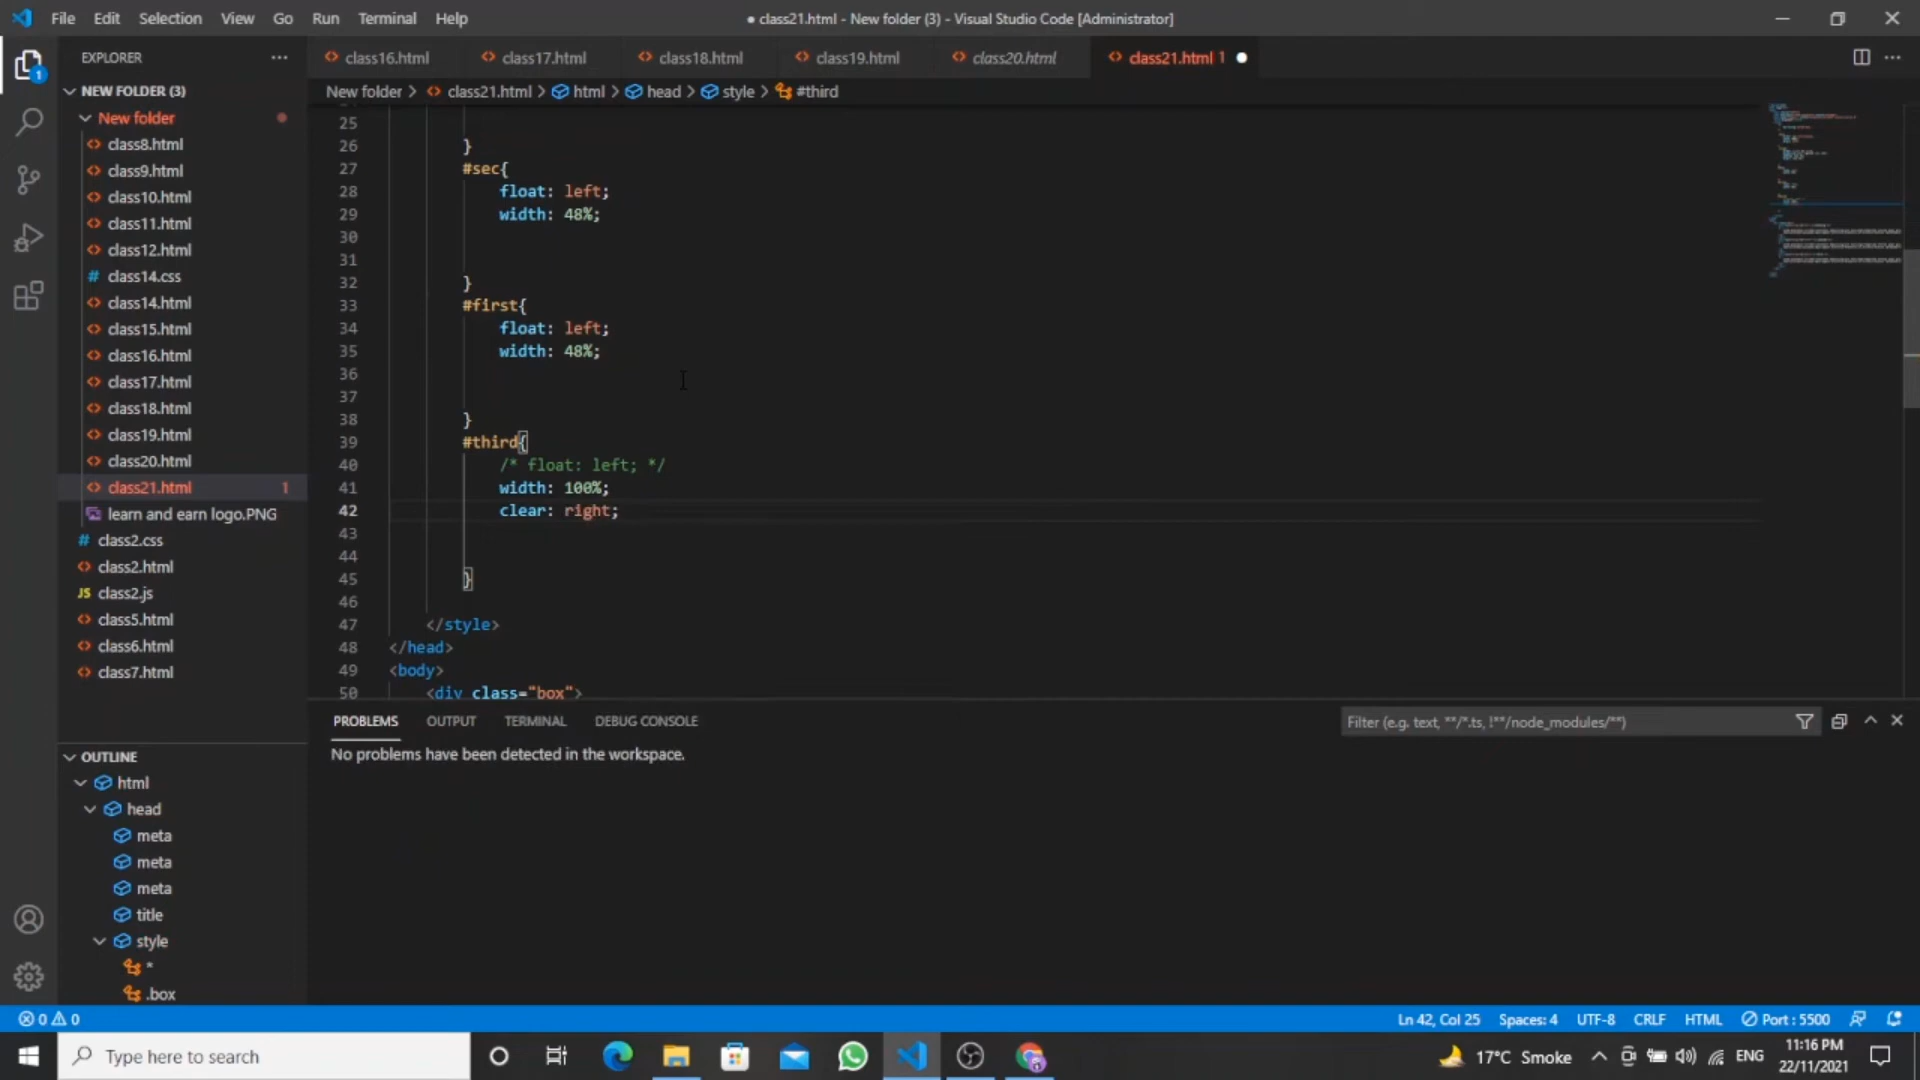 File Edit Selection View Go Run Terminal Help
● class21.html - New folder (3) - Visual Studio Code [Administrator]
EXPLORER
class16.html
class17.html
class18.html
class19.html
class20.html
class21.html 1
NEW FOLDER (3)
New folder > class21.html > html > head > style > #third
New folder
class8.html
class9.html
class10.html
class11.html
class12.html
class14.css
class14.html
class15.html
class16.html
class17.html
class18.html
class19.html
class20.html
class21.html 1
learn and earn logo.PNG
class2.css
class2.html
JS class2.js
class5.html
class6.html
class7.html
25
26 }
27 #sec{
28 float: left;
29 width: 48%;
30
31
32 }
33 #first{
34 float: left;
35 width: 48%;
36
37
38 }
39 #third{
40 /* float: left; */
41 width: 100%;
42 clear: right;
43
44
45 }
46
47 </style>
48 </head>
49 <body>
50 <div class="box">
PROBLEMS OUTPUT TERMINAL DEBUG CONSOLE
Filter (e.g. text, **/*.ts, !**/node_modules/**)
No problems have been detected in the workspace.
OUTLINE
html
head
meta
meta
meta
title
style
*
.box
0 0
Ln 42, Col 25 Spaces: 4 UTF-8 CRLF HTML Port : 5500
Type here to search
17°C Smoke
ENG
11:16 PM
22/11/2021